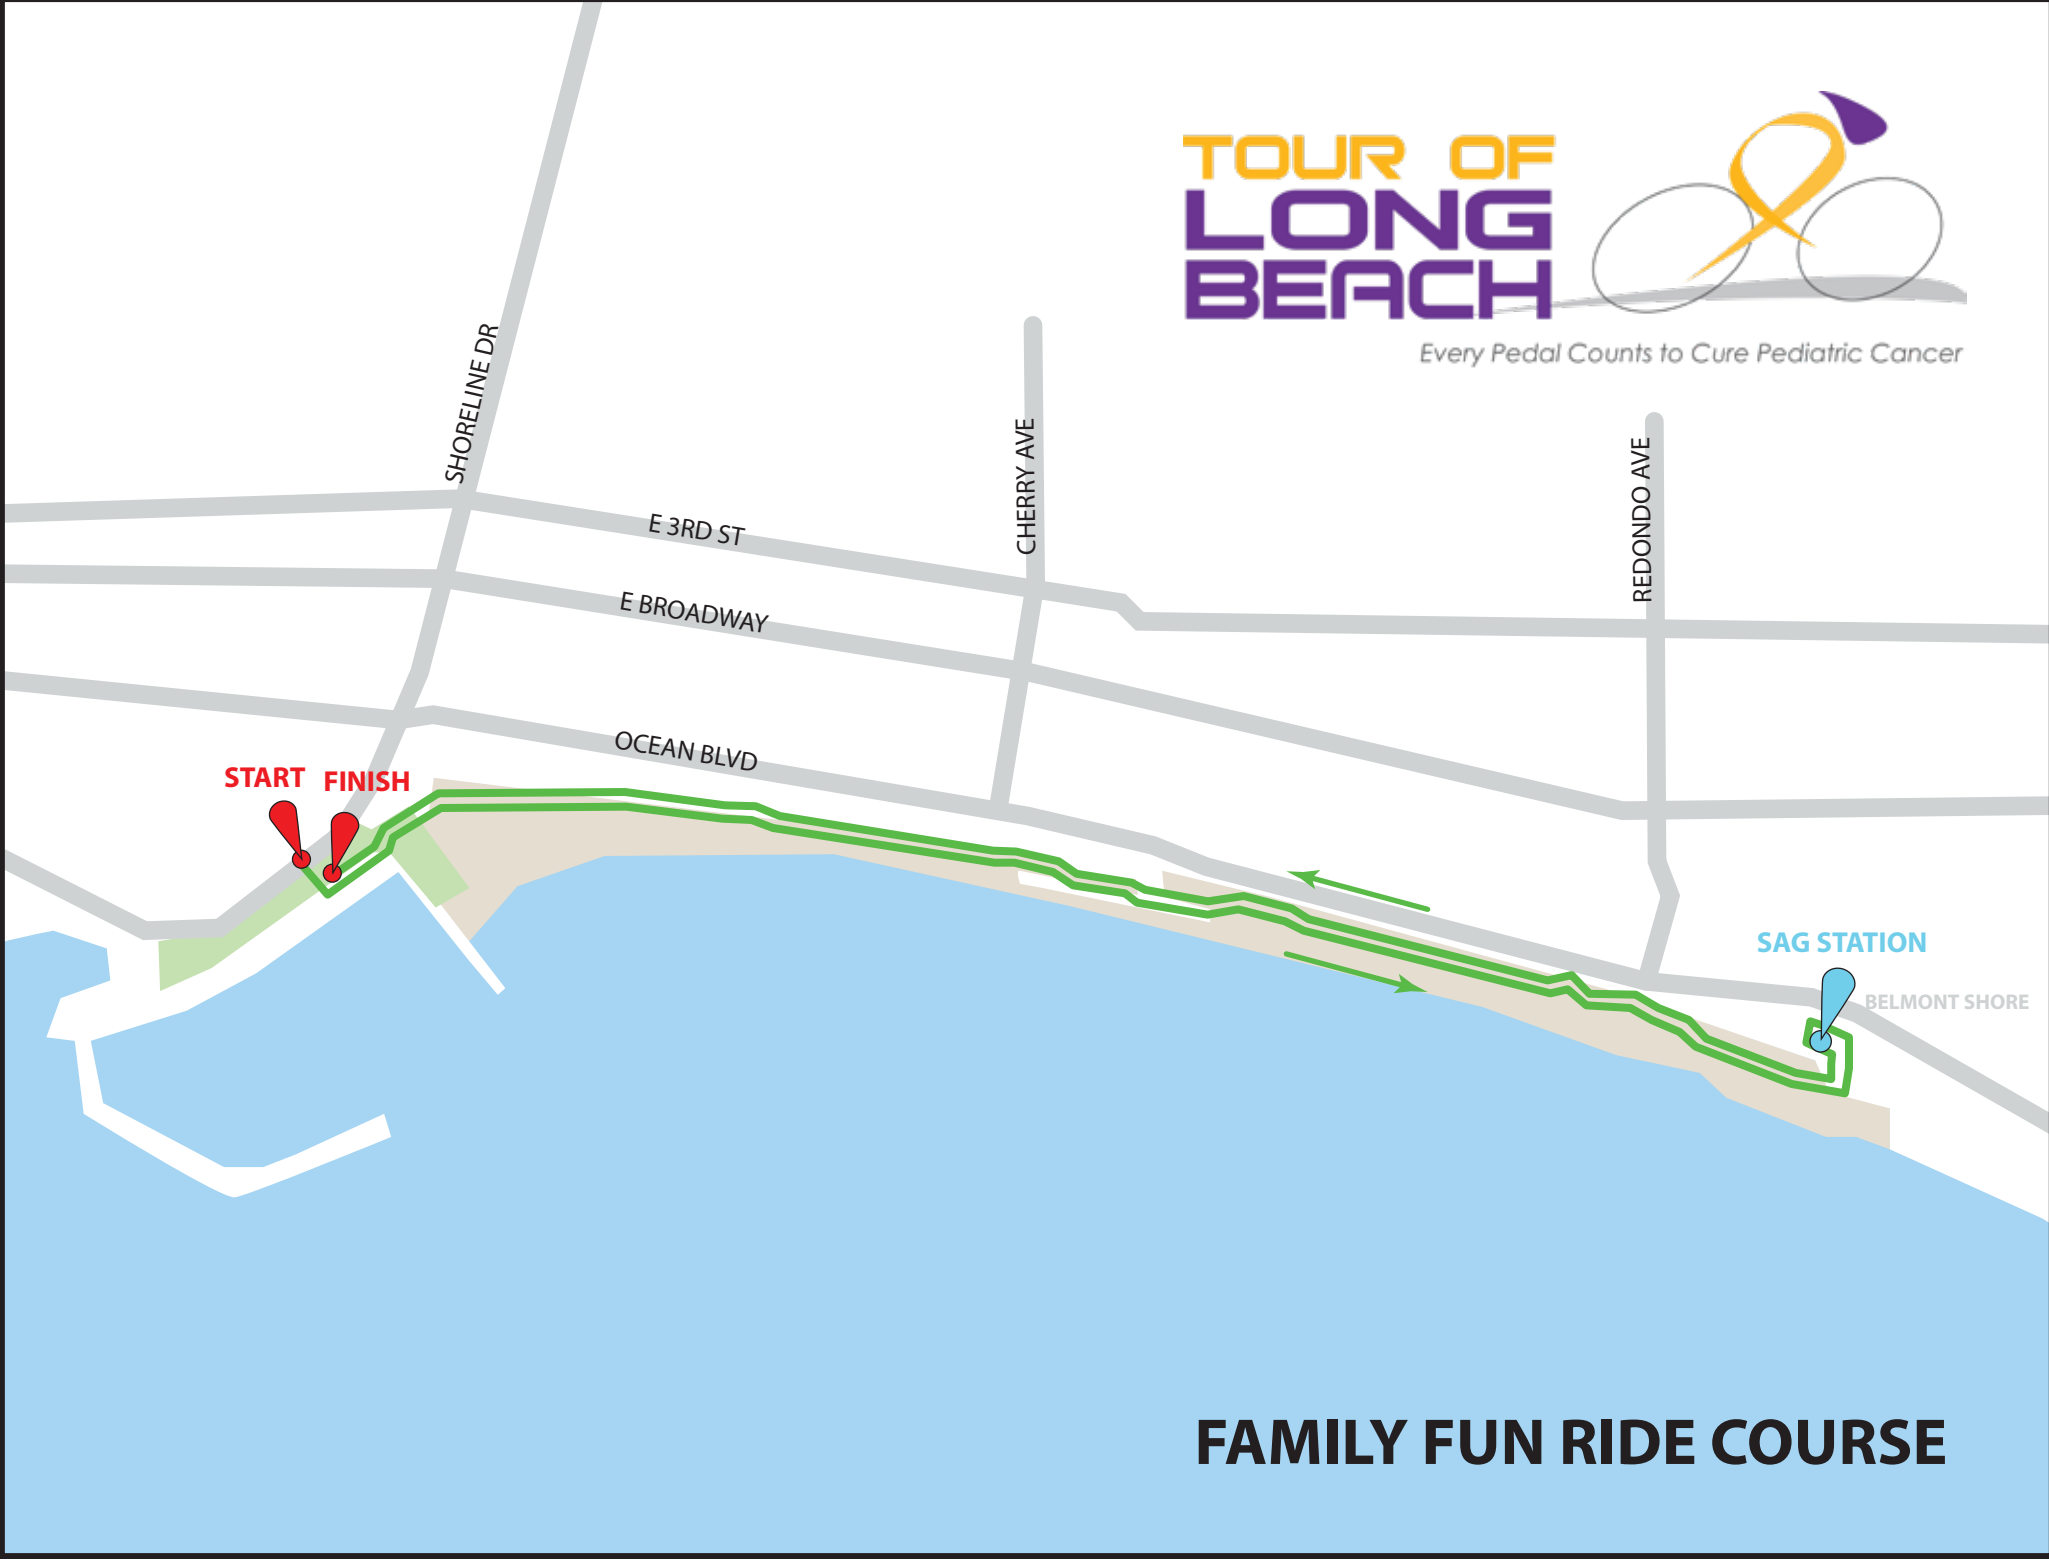 TOUR OF
LONG
BEACH
Every Pedal Counts to Cure Pediatric Cancer
SHORELINE DR
CHERRY AVE
REDONDO AVE
E 3RD ST
E BROADWAY
OCEAN BLVD
START
FINISH
SAG STATION
BELMONT SHORE
FAMILY FUN RIDE COURSE